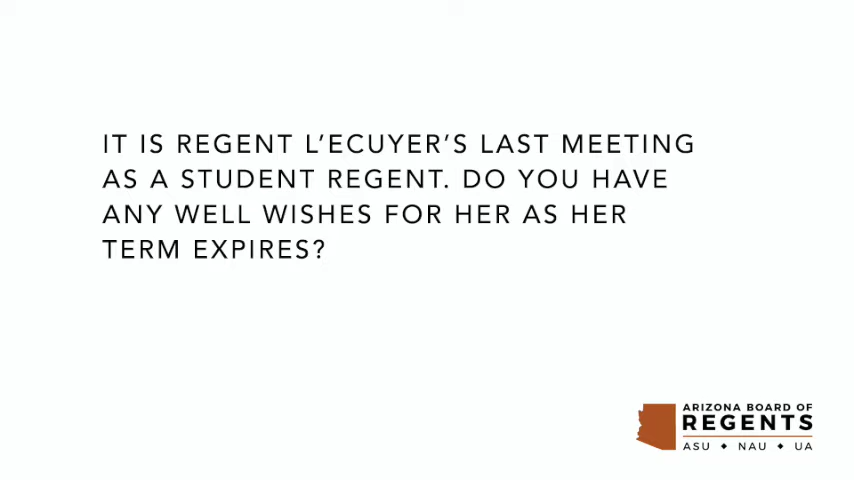 IT IS REGENT L'ECUYER'S LAST MEETING
AS A STUDENT REGENT. DO YOU HAVE
ANY WELL WISHES FOR HER AS HER
TERM EXPIRES?
ARIZONA BOARD OF
REGENTS
ASU ◆ NAU ◆ UA